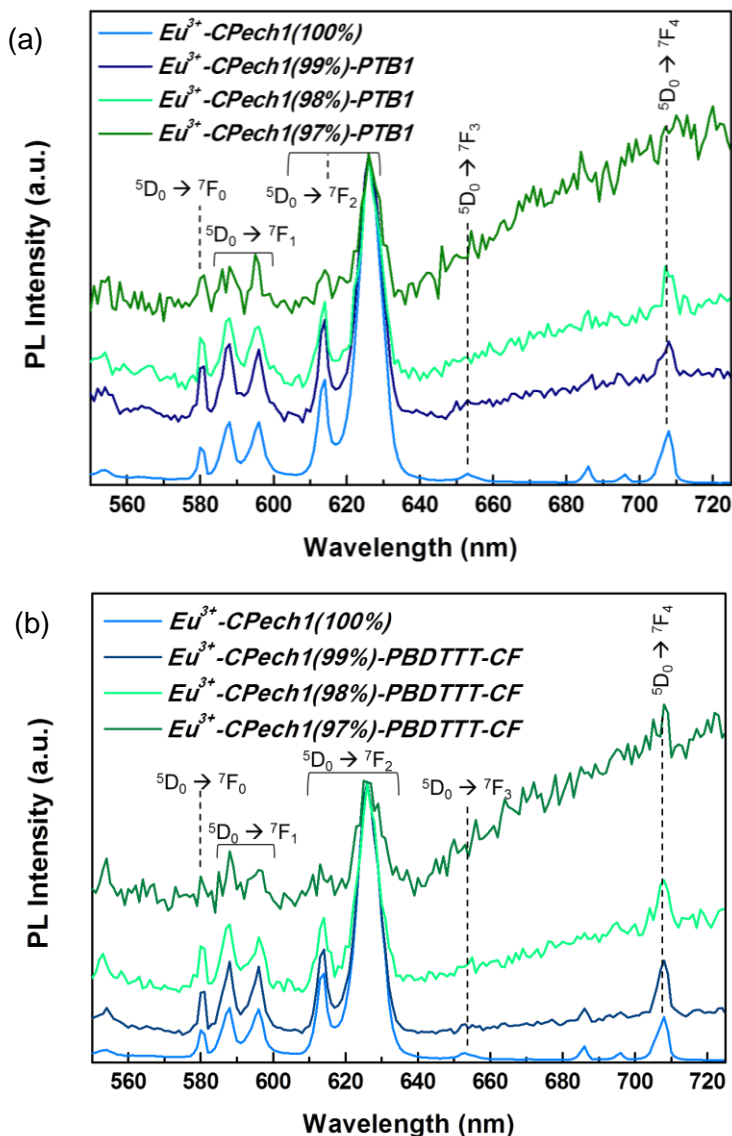 (a)
Eu³⁺-CPech1(100%)
Eu³⁺-CPech1(99%)-PTB1
Eu³⁺-CPech1(98%)-PTB1
Eu³⁺-CPech1(97%)-PTB1
⁵D₀ → ⁷F₀
⁵D₀ → ⁷F₁
⁵D₀ → ⁷F₂
⁵D₀ → ⁷F₃
⁵D₀ → ⁷F₄
PL Intensity (a.u.)
560 580 600 620 640 660 680 700 720
Wavelength (nm)
(b)
Eu³⁺-CPech1(100%)
Eu³⁺-CPech1(99%)-PBDTTT-CF
Eu³⁺-CPech1(98%)-PBDTTT-CF
Eu³⁺-CPech1(97%)-PBDTTT-CF
⁵D₀ → ⁷F₀
⁵D₀ → ⁷F₁
⁵D₀ → ⁷F₂
⁵D₀ → ⁷F₃
⁵D₀ → ⁷F₄
PL Intensity (a.u.)
560 580 600 620 640 660 680 700 720
Wavelength (nm)